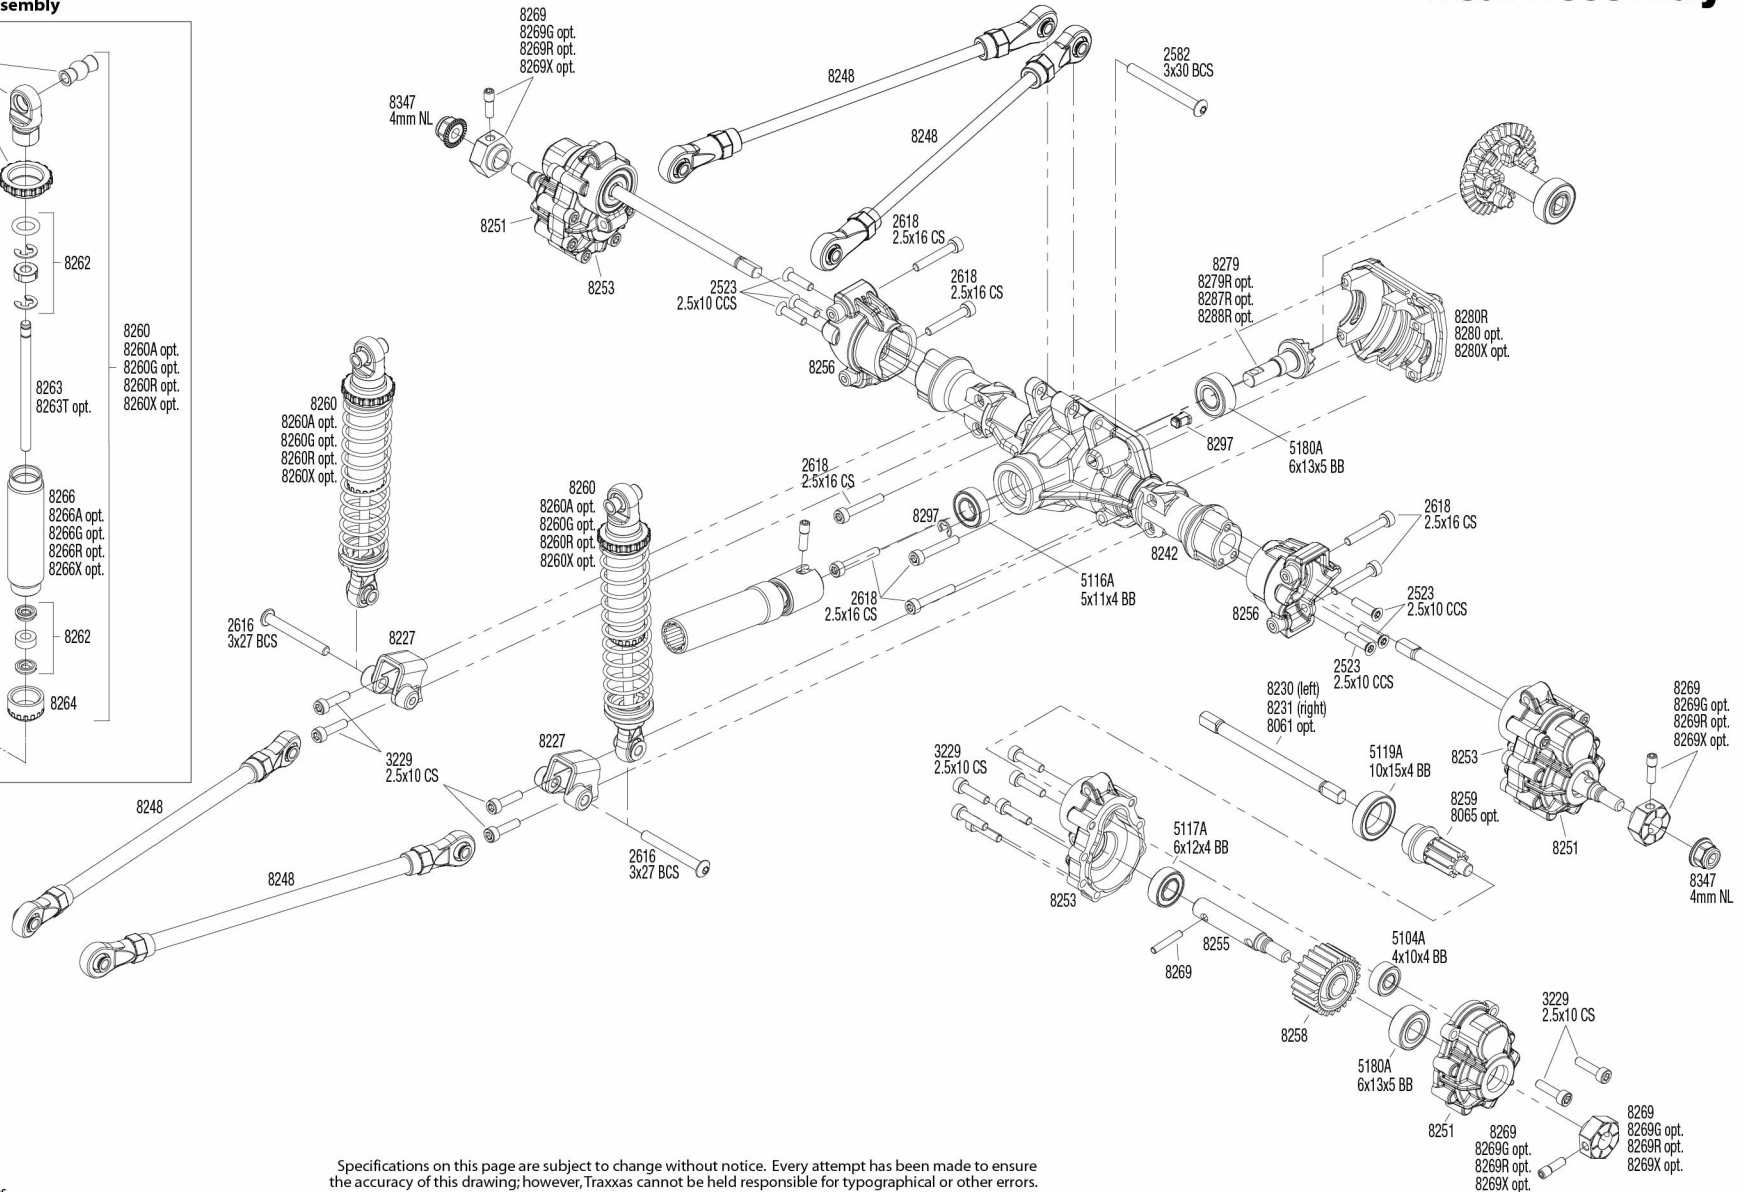 sembly
8269
8269G opt.
8269R opt.
8269X opt.
8347
4mm NL
8251
8253
8248
8248
2582
3x30 BCS
2618
2.5x16 CS
2618
2.5x16 CS
2523
2.5x10 CCS
8256
8279
8279R opt.
8287R opt.
8288R opt.
8280R
8280 opt.
8280X opt.
8297
5180A
6x13x5 BB
8262
8263
8263T opt.
8260
8260A opt.
8260G opt.
8260R opt.
8260X opt.
8266
8266A opt.
8266G opt.
8266R opt.
8266X opt.
8262
8264
8260
8260A opt.
8260G opt.
8260R opt.
8260X opt.
8260
8260A opt.
8260G opt.
8260R opt.
8260X opt.
2618
2.5x16 CS
8297
2618
2.5x16 CS
5116A
5x11x4 BB
8242
8256
2618
2.5x16 CS
2523
2.5x10 CCS
2523
2.5x10 CCS
2616
3x27 BCS
8227
8227
3229
2.5x10 CS
2616
3x27 BCS
8248
8248
8230 (left)
8231 (right)
8061 opt.
5119A
10x15x4 BB
8259
8065 opt.
8253
8251
8269
8269G opt.
8269R opt.
8269X opt.
8347
4mm NL
3229
2.5x10 CS
8253
5117A
6x12x4 BB
8269
8255
8258
5104A
4x10x4 BB
5180A
6x13x5 BB
8251
3229
2.5x10 CS
8269
8269G opt.
8269R opt.
8269X opt.
8269
8269G opt.
8269R opt.
8269X opt.
Specifications on this page are subject to change without notice. Every attempt has been made to ensure
the accuracy of this drawing; however, Traxxas cannot be held responsible for typographical or other errors.